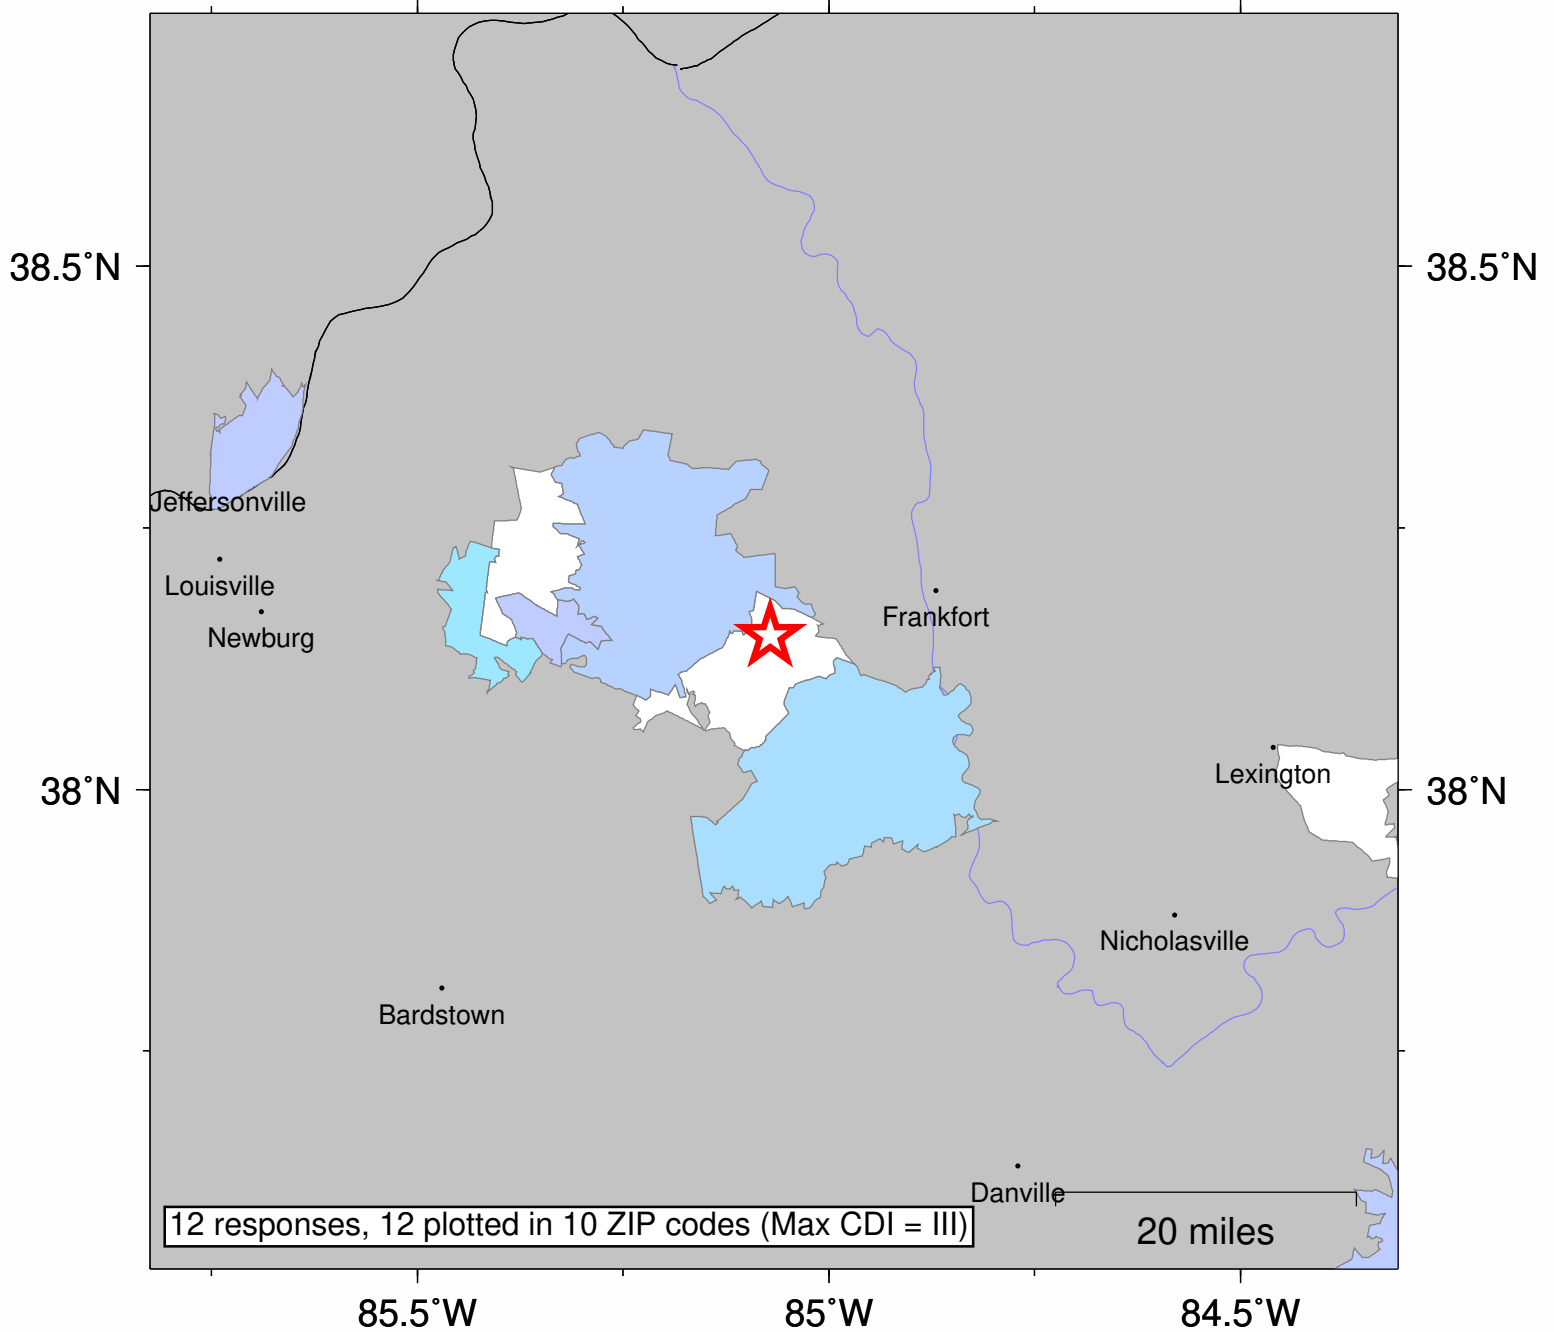 38.5˚N
38.5˚N
Jeffersonville
Louisville
Frankfort
Newburg
Lexington
38˚N
38˚N
Nicholasville
Bardstown
Danville
12 responses, 12 plotted in 10 ZIP codes (Max CDI = III)
20 miles
85.5˚W
85˚W
84.5˚W